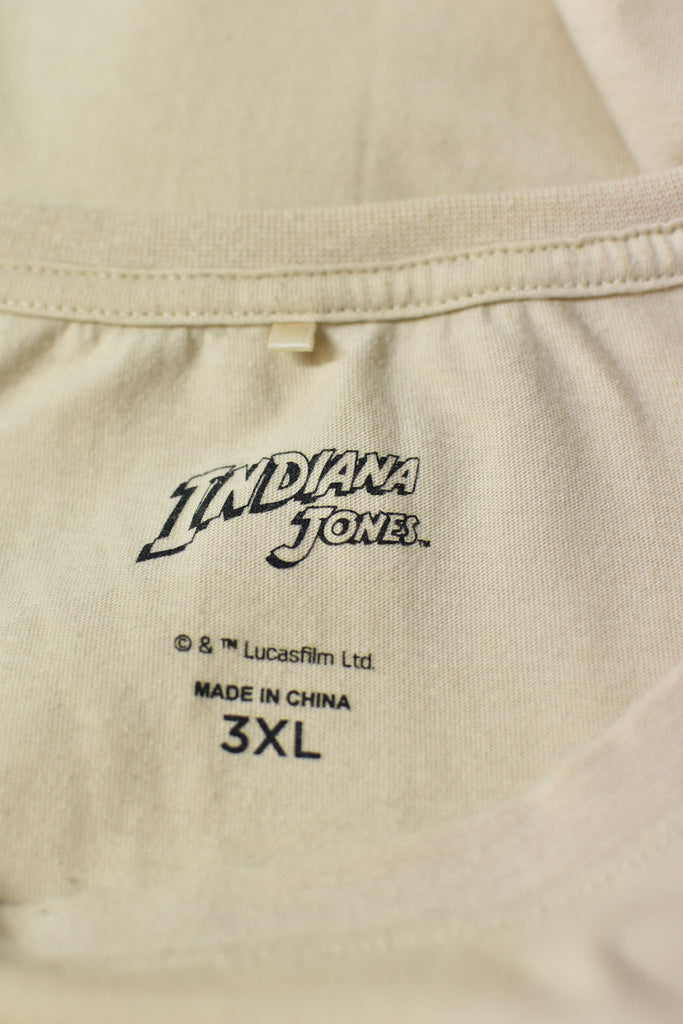 INDIANA
JONES™
© & ™ Lucasfilm Ltd.
MADE IN CHINA
3XL